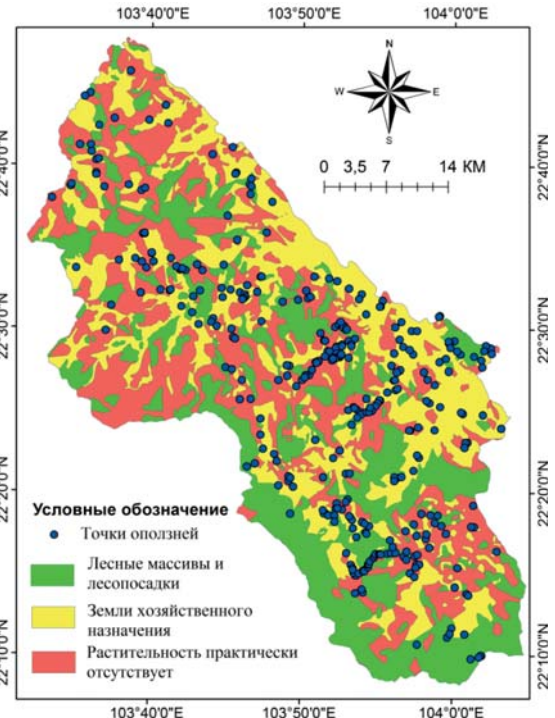 103°40'0"E 103°50'0"E 104°0'0"E
N
W E
S
0 3,5 7 14 КМ
22°40'0"N 22°40'0"N
22°30'0"N 22°30'0"N
22°20'0"N 22°20'0"N
22°10'0"N 22°10'0"N
Условные обозначение
Точки оползней
Лесные массивы и
лесопосадки
Земли хозяйственного
назначения
Растительность практически
отсутствует
103°40'0"E 103°50'0"E 104°0'0"E